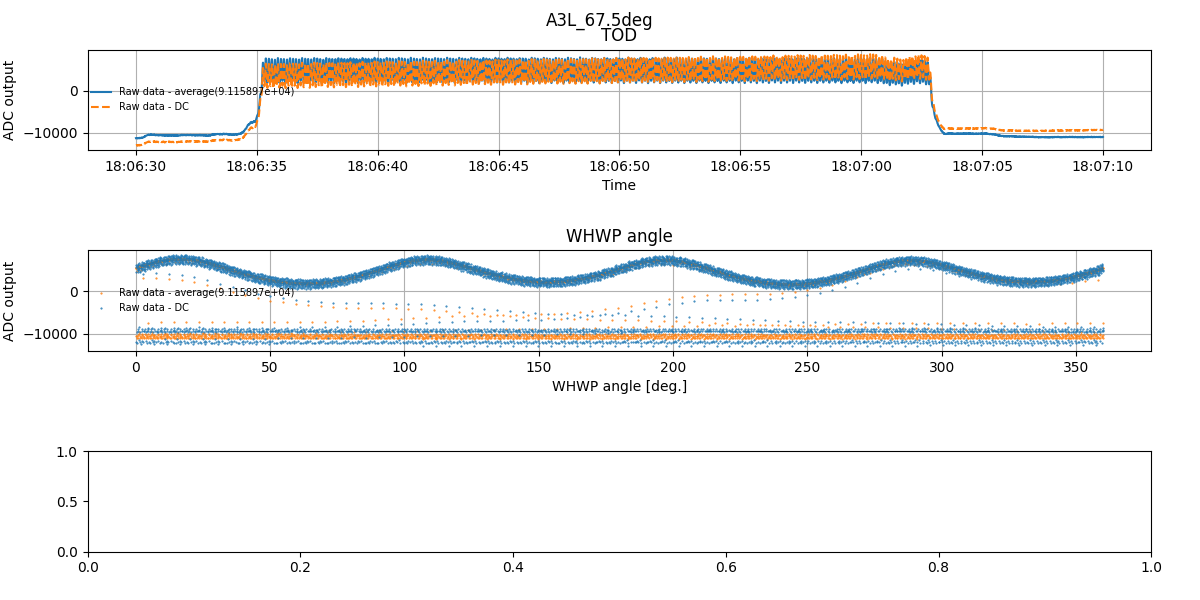 A3L_67.5deg
TOD
ADC output
0
−10000
Raw data - average(9.115897e+04)
Raw data - DC
18:06:30 18:06:35 18:06:40 18:06:45 18:06:50 18:06:55 18:07:00 18:07:05 18:07:10
Time
WHWP angle
ADC output
0
−10000
Raw data - average(9.115897e+04)
Raw data - DC
0 50 100 150 200 250 300 350
WHWP angle [deg.]
1.0
0.5
0.0
0.0 0.2 0.4 0.6 0.8 1.0